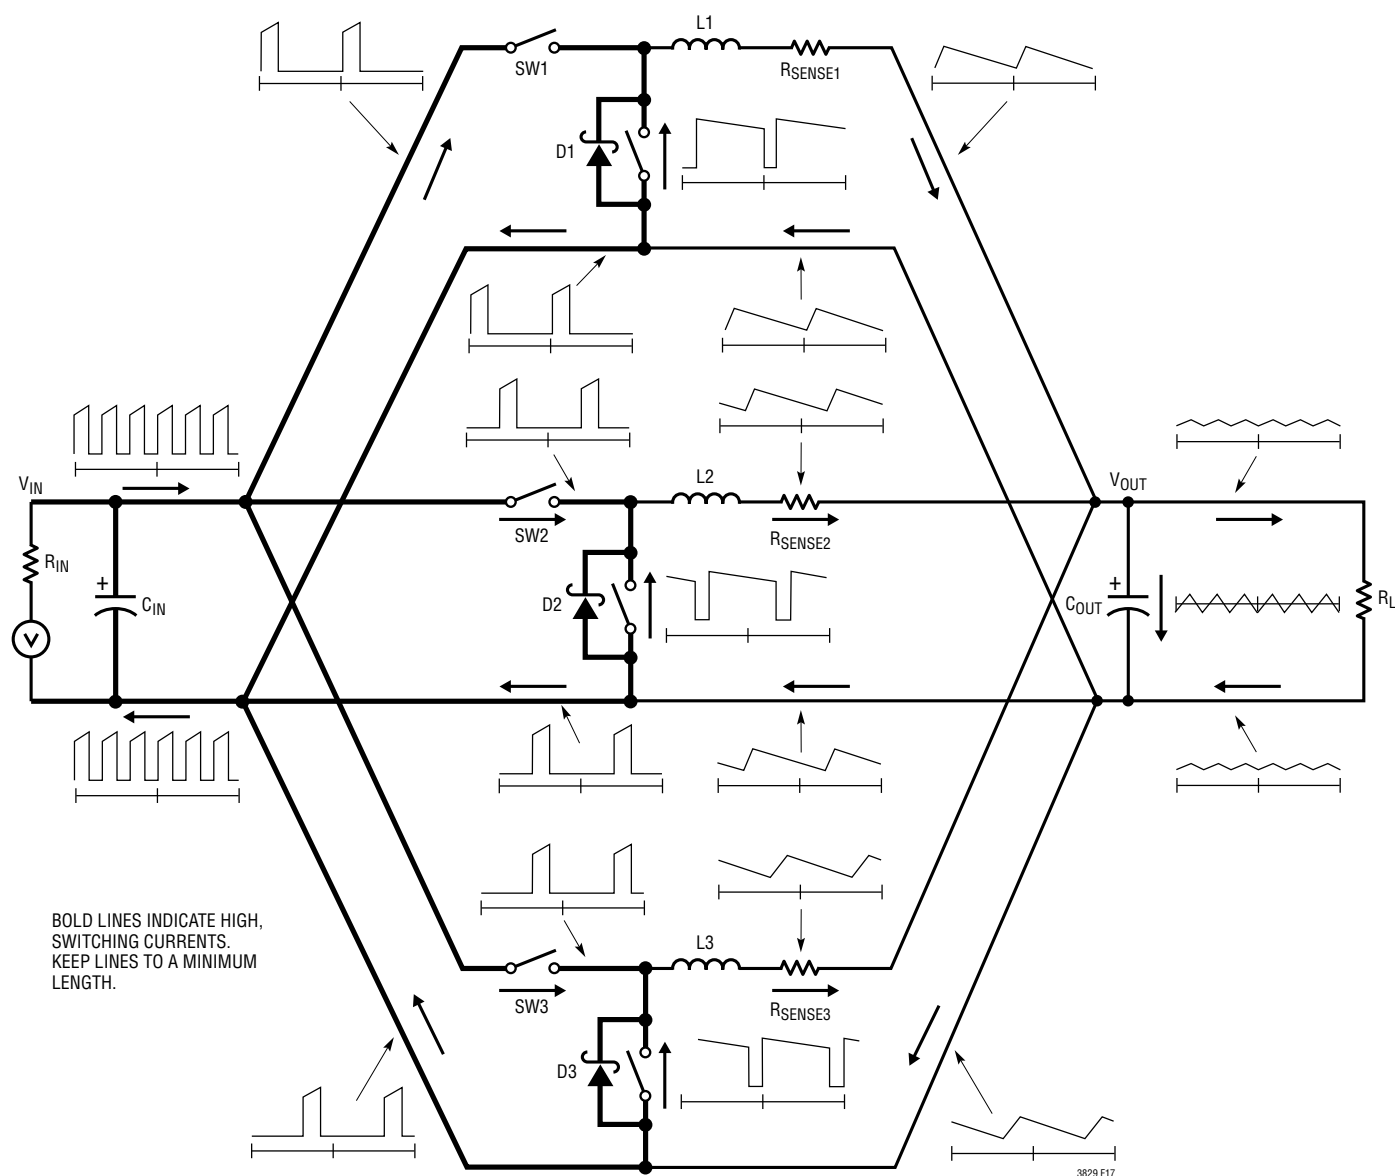 L1
SW1
RSENSE1
D1
VIN
L2
VOUT
SW2
RSENSE2
RIN
+
CIN
D2
+
COUT
RL
V
L3
BOLD LINES INDICATE HIGH,
SWITCHING CURRENTS.
KEEP LINES TO A MINIMUM
LENGTH.
SW3
RSENSE3
D3
3829 F17